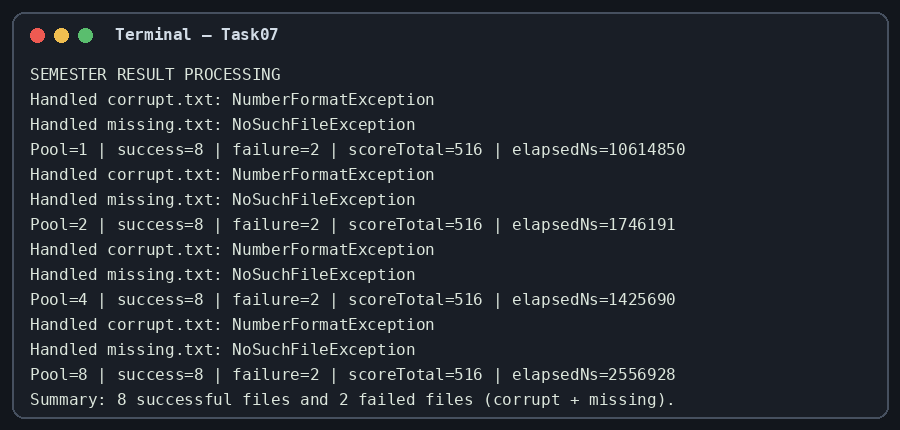 Terminal — Task07
SEMESTER RESULT PROCESSING
Handled corrupt.txt: NumberFormatException
Handled missing.txt: NoSuchFileException
Pool=1 | success=8 | failure=2 | scoreTotal=516 | elapsedNs=10614850
Handled corrupt.txt: NumberFormatException
Handled missing.txt: NoSuchFileException
Pool=2 | success=8 | failure=2 | scoreTotal=516 | elapsedNs=1746191
Handled corrupt.txt: NumberFormatException
Handled missing.txt: NoSuchFileException
Pool=4 | success=8 | failure=2 | scoreTotal=516 | elapsedNs=1425690
Handled corrupt.txt: NumberFormatException
Handled missing.txt: NoSuchFileException
Pool=8 | success=8 | failure=2 | scoreTotal=516 | elapsedNs=2556928
Summary: 8 successful files and 2 failed files (corrupt + missing).